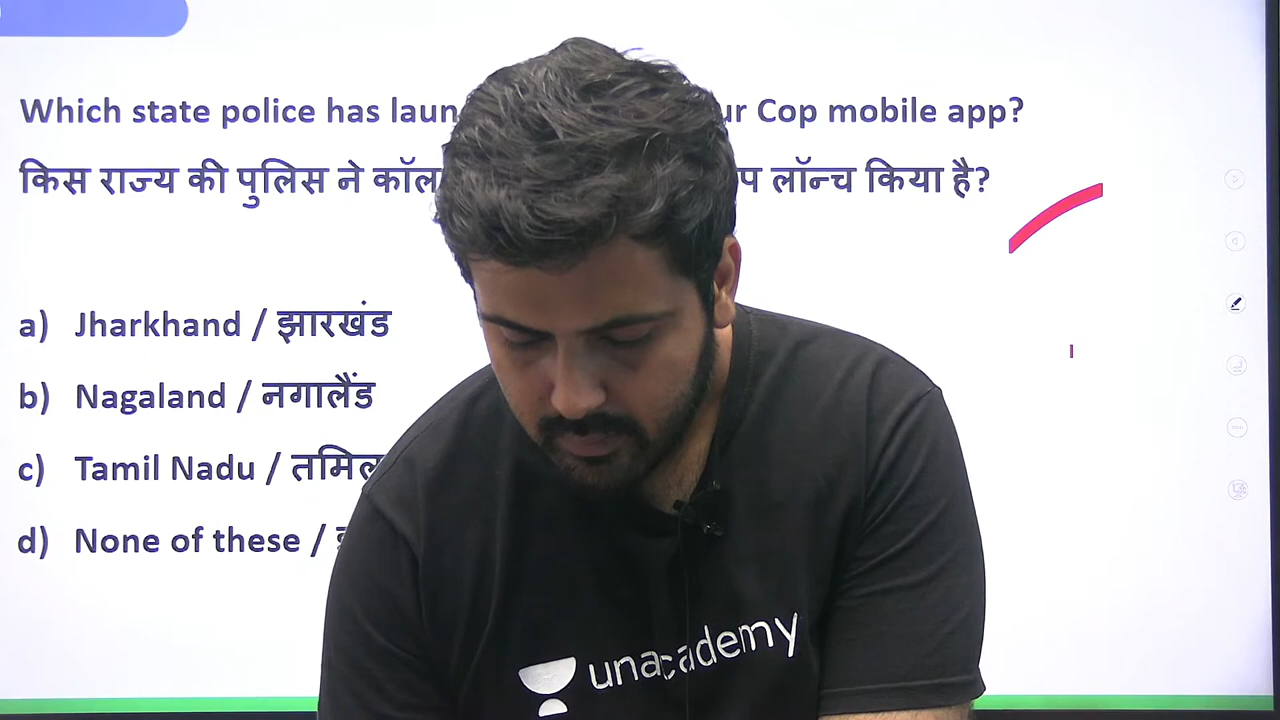 Which state police has laun ur Cop mobile app?
किस राज्य की पुलिस ने कॉल प लॉन्च किया है?
a) Jharkhand / झारखंड
b) Nagaland / नगालैंड
c) Tamil Nadu / तमिल
d) None of these /
unacademy